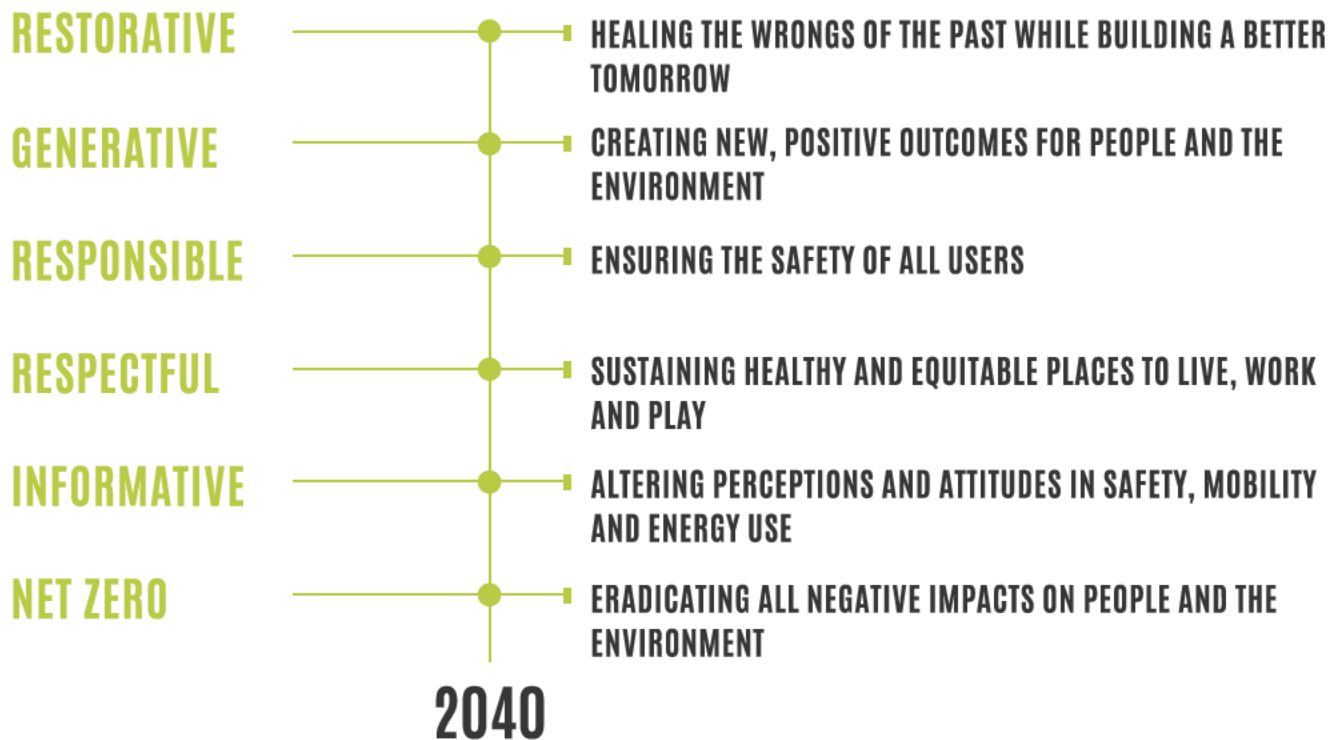 RESTORATIVE
HEALING THE WRONGS OF THE PAST WHILE BUILDING A BETTER
TOMORROW
GENERATIVE
CREATING NEW, POSITIVE OUTCOMES FOR PEOPLE AND THE
ENVIRONMENT
RESPONSIBLE
ENSURING THE SAFETY OF ALL USERS
RESPECTFUL
SUSTAINING HEALTHY AND EQUITABLE PLACES TO LIVE, WORK
AND PLAY
INFORMATIVE
ALTERING PERCEPTIONS AND ATTITUDES IN SAFETY, MOBILITY
AND ENERGY USE
NET ZERO
ERADICATING ALL NEGATIVE IMPACTS ON PEOPLE AND THE
ENVIRONMENT
2040